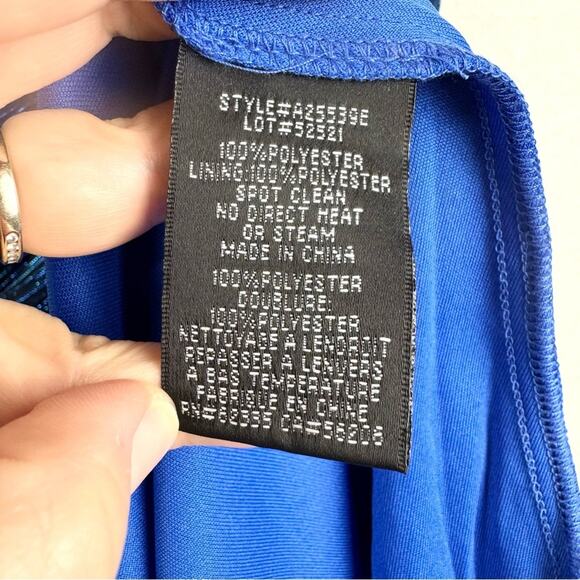 STYLE#A25539E
LOT#52521
100%POLYESTER
LINING:100%POLYESTER
SPOT CLEAN
NO DIRECT HEAT
OR STEAM
MADE IN CHINA
100%POLYESTER
DOUBLURE:
100%POLYESTER
NETTOYAGE A LENDROIT
REPASSER A LENVERS
A BAS TEMPERATURE
FABIQUE EN CHINE